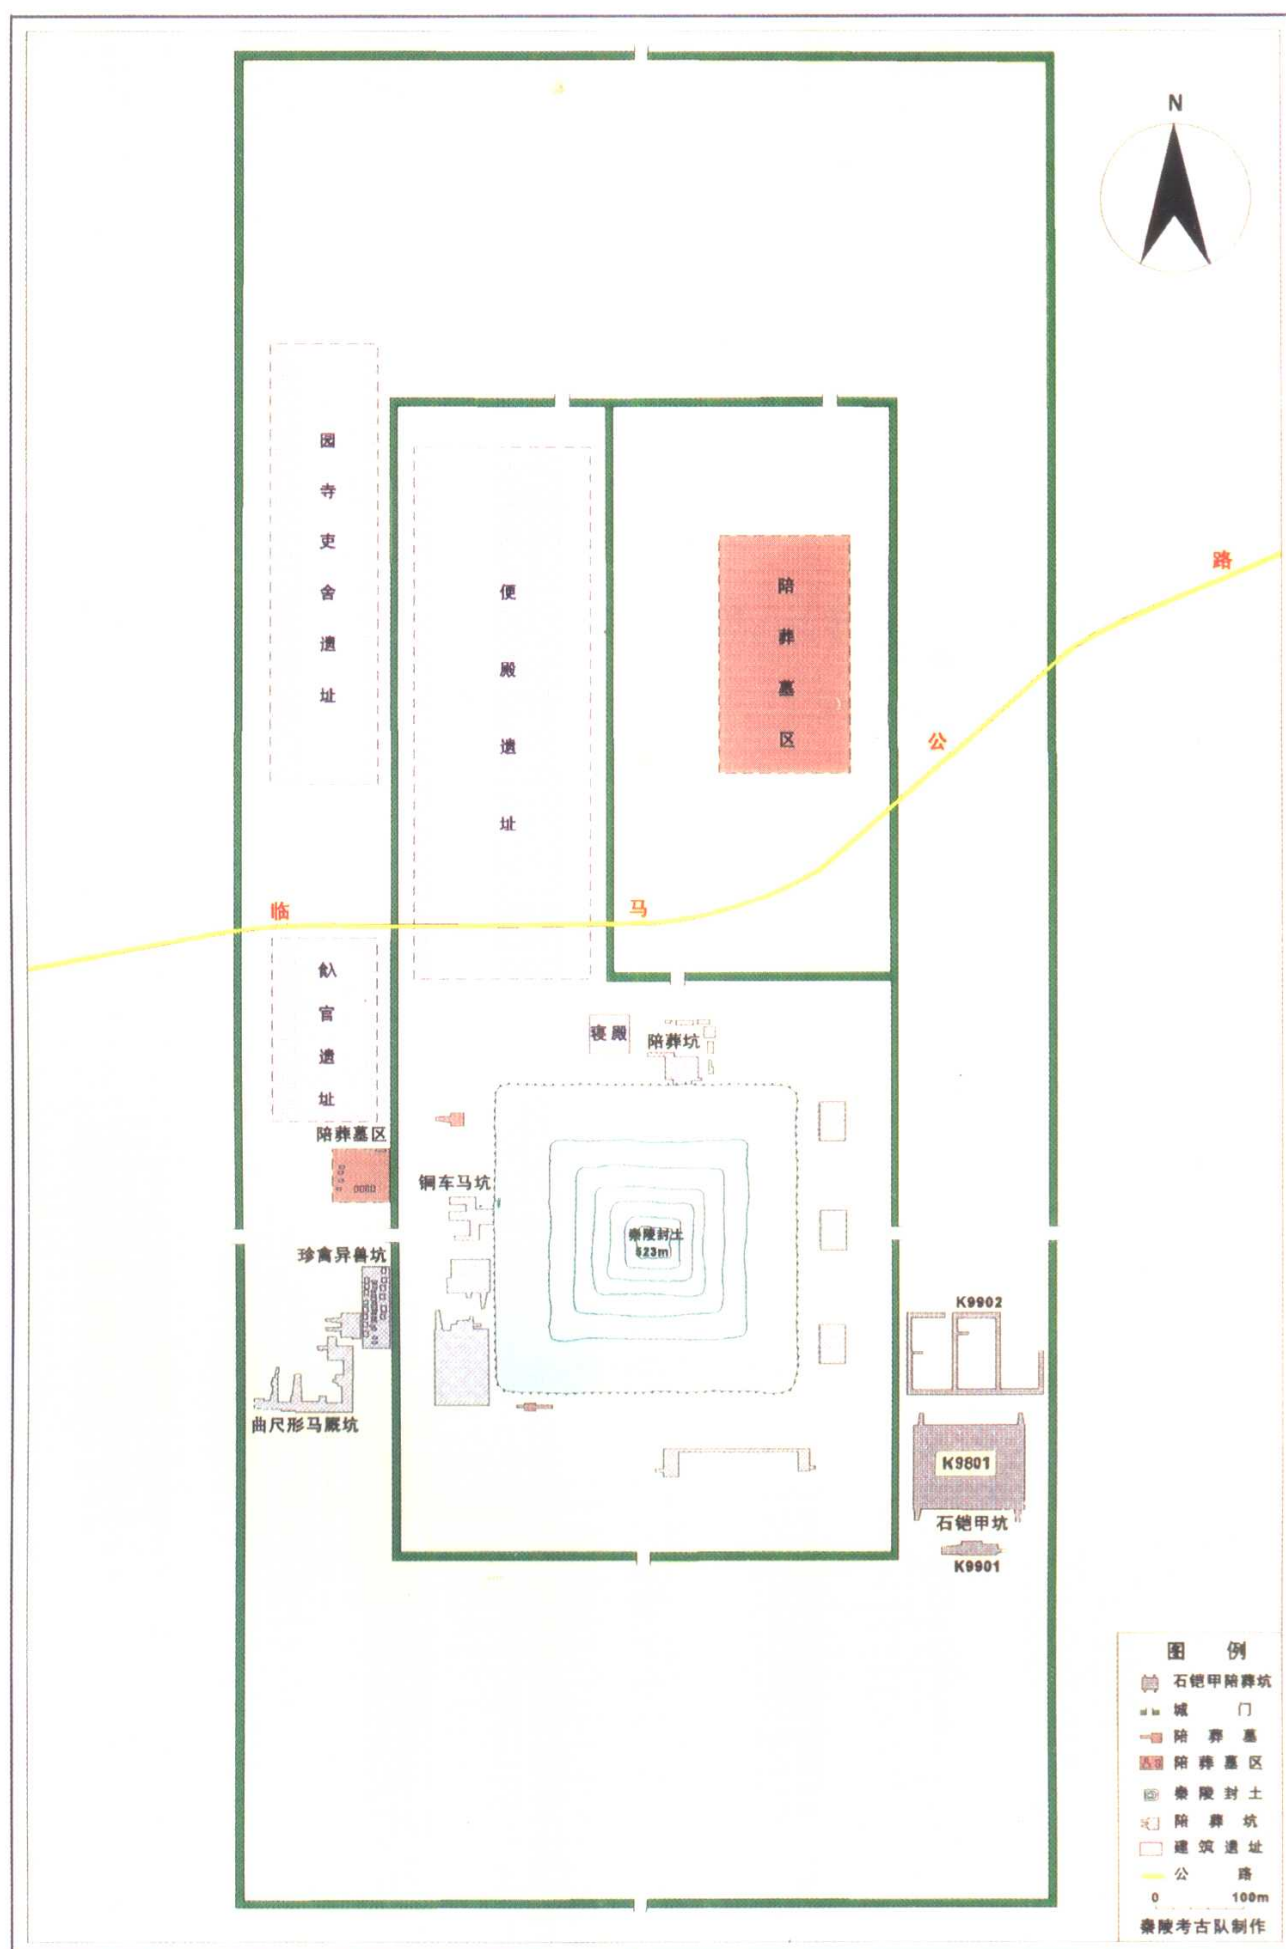 N
园寺吏舍遗址
便殿遗址
陪葬墓区
路
公
临
马
飤官遗址
寝殿
陪葬坑
陪葬墓区
铜车马坑
秦陵封土
523m
珍禽异兽坑
曲尺形马厩坑
K9902
K9801
石铠甲坑
K9901
图 例
石铠甲陪葬坑
城 门
陪 葬 墓
陪 葬 墓 区
秦 陵 封 土
陪 葬 坑
建 筑 遗 址
公 路
0 100m
秦陵考古队制作